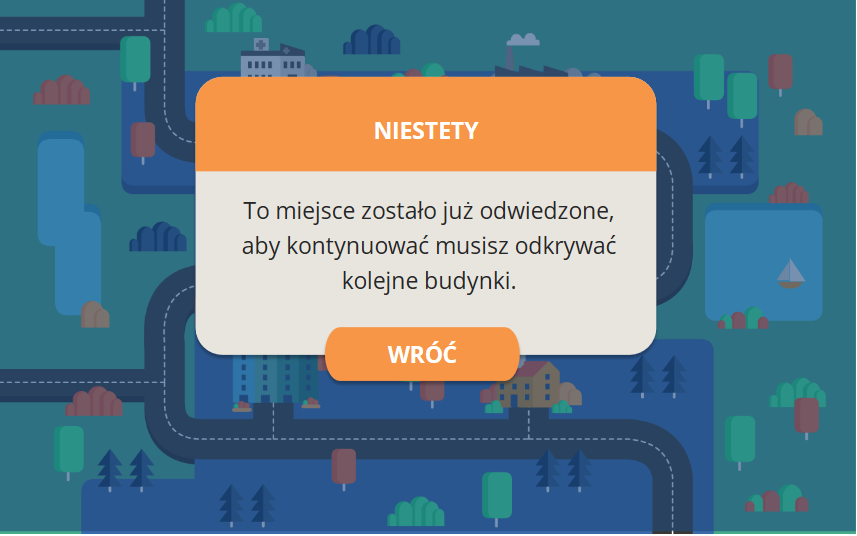 NIESTETY
To miejsce zostało już odwiedzone,
aby kontynuować musisz odkrywać
kolejne budynki.
WRÓĆ